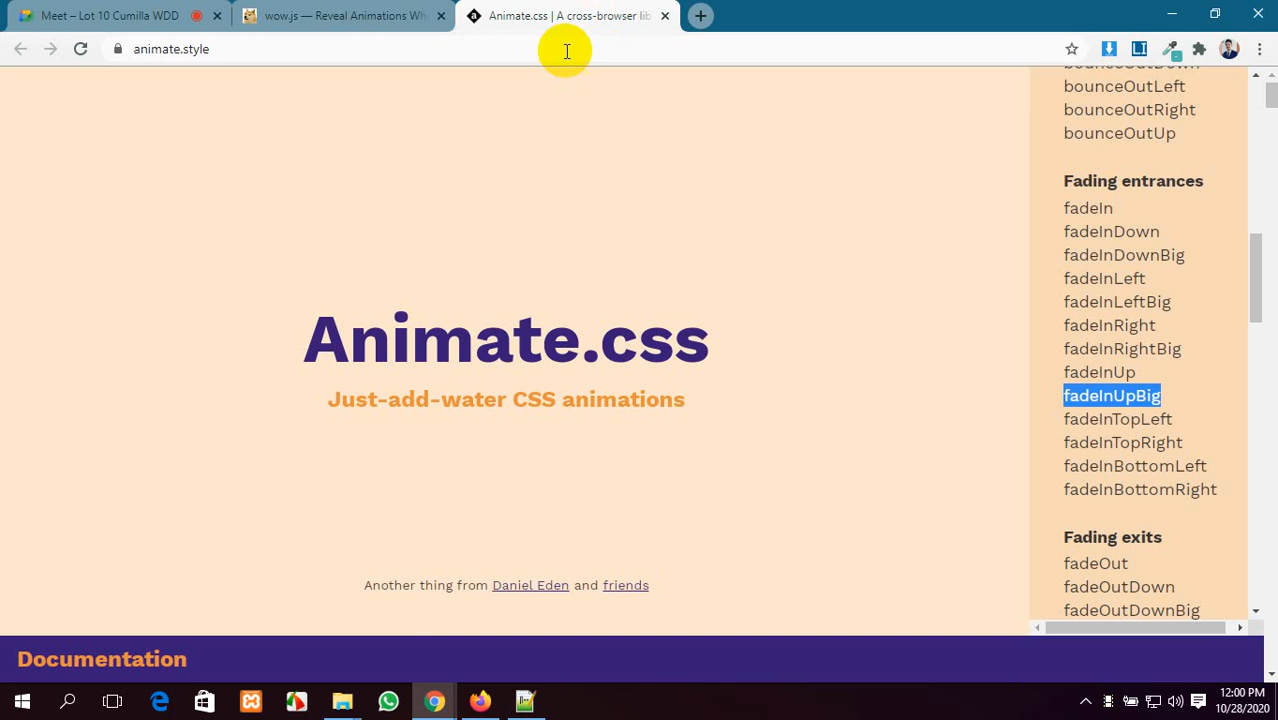 Meet – Lot 10 Cumilla WDD
wow.js — Reveal Animations Wh
Animate.css | A cross-browser lib
animate.style
bounceOutDown
bounceOutLeft
bounceOutRight
bounceOutUp
Fading entrances
fadeIn
fadeInDown
fadeInDownBig
fadeInLeft
fadeInLeftBig
fadeInRight
fadeInRightBig
fadeInUp
fadeInUpBig
fadeInTopLeft
fadeInTopRight
fadeInBottomLeft
fadeInBottomRight
Fading exits
fadeOut
fadeOutDown
fadeOutDownBig
Animate.css
Just-add-water CSS animations
Another thing from Daniel Eden and friends
Documentation
12:00 PM
10/28/2020